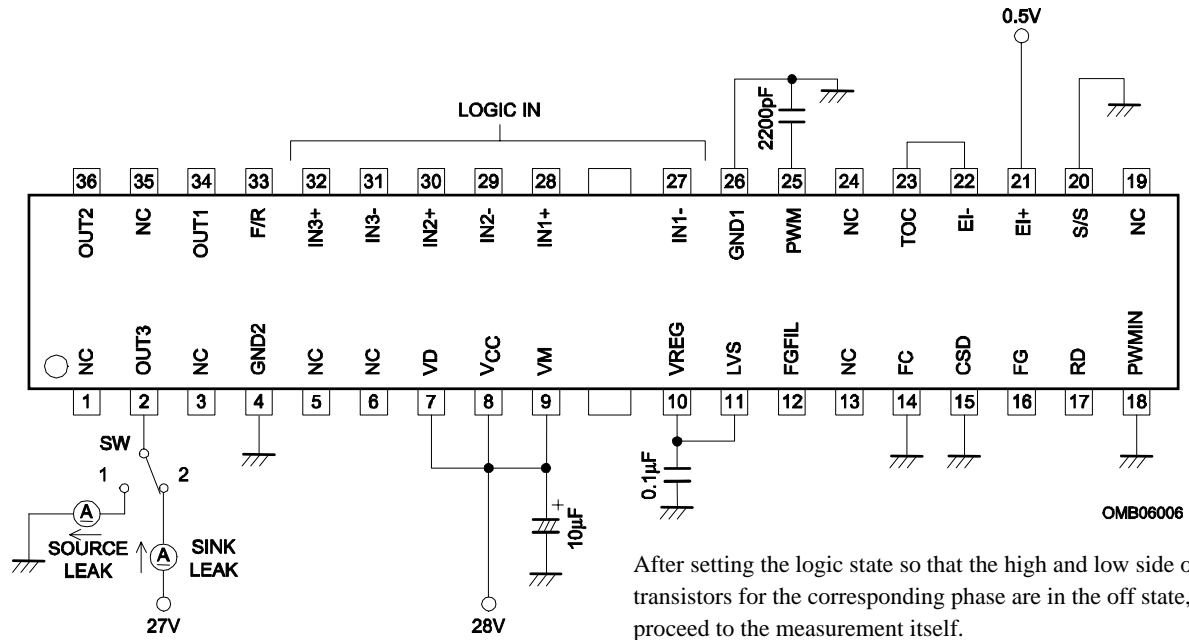 0.5V
2200pF
LOGIC IN
36 35 34 33 32 31 30 29 28 27 26 25 24 23 22 21 20 19
OUT2 NC OUT1 F/R IN3+ IN3- IN2+ IN2- IN1+ IN1- GND1 PWM NC TOC EI- EI+ S/S NC
NC OUT3 NC GND2 NC NC VD VCC VM VREG LVS FGFIL NC FC CSD FG RD PWMIN
1 2 3 4 5 6 7 8 9 10 11 12 13 14 15 16 17 18
SW
1 2
A
SOURCE
LEAK
A
SINK
LEAK
27V
28V
+
10µF
0.1µF
OMB06006
After setting the logic state so that the high and low side
transistors for the corresponding phase are in the off state,
proceed to the measurement itself.